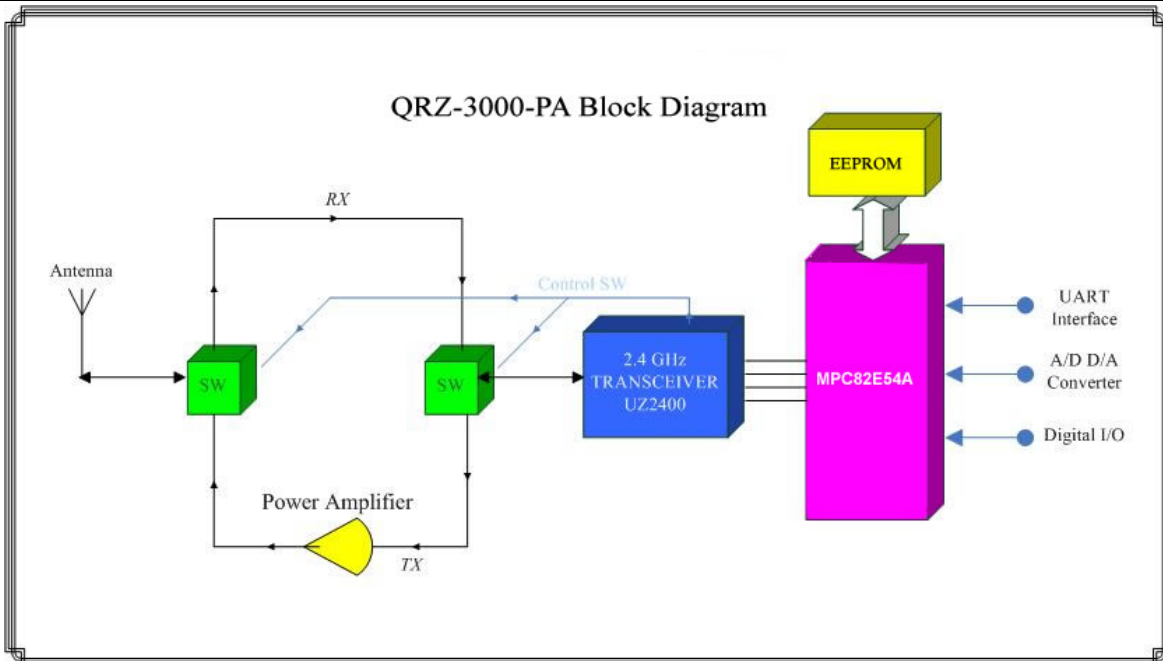 QRZ-3000-PA Block Diagram
EEPROM
RX
Antenna
Control SW
UART
Interface
SW
SW
2.4 GHz
TRANSCEIVER
UZ2400
MPC82E54A
A/D D/A
Converter
Digital I/O
Power Amplifier
TX